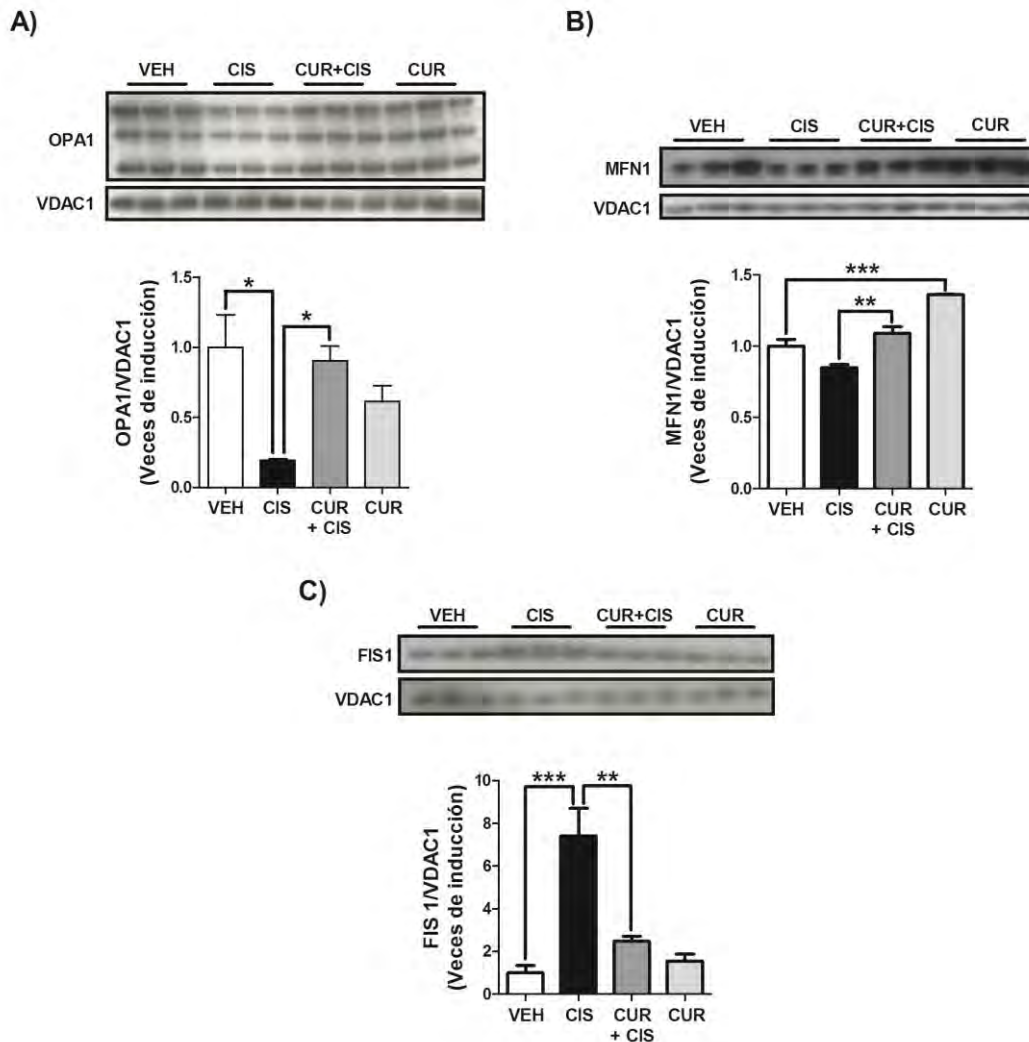 A)
VEH CIS CUR+CIS CUR
OPA1
VDAC1
1.5
1.0
0.5
0.0
* *
OPA1/VDAC1
(Veces de inducción)
VEH CIS CUR CUR
+ CIS
B)
VEH CIS CUR+CIS CUR
MFN1
VDAC1
1.5
1.0
0.5
0.0
***
**
MFN1/VDAC1
(Veces de inducción)
VEH CIS CUR CUR
+ CIS
C)
VEH CIS CUR+CIS CUR
FIS1
VDAC1
10
8
6
4
2
0
*** **
FIS 1/VDAC1
(Veces de inducción)
VEH CIS CUR CUR
+ CIS